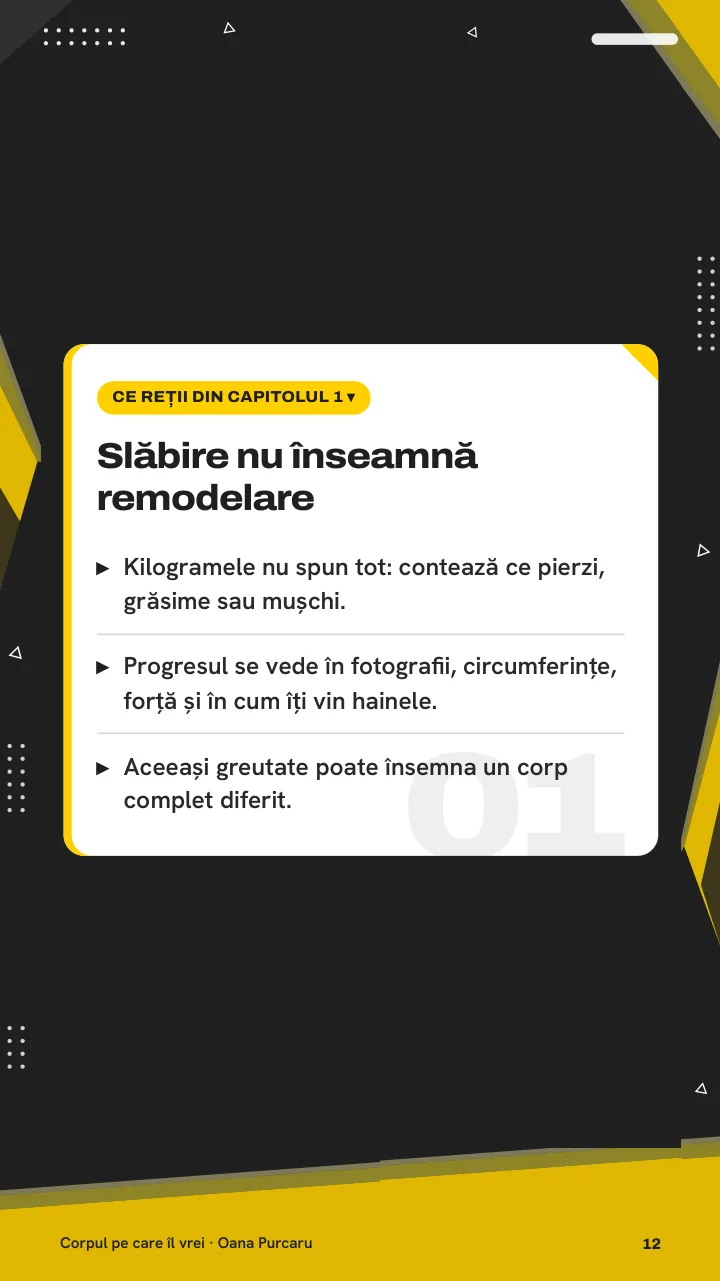 CE REȚII DIN CAPITOLUL 1 ▾
Slăbire nu înseamnă
remodelare
▸ Kilogramele nu spun tot: contează ce pierzi,
grăsime sau mușchi.
▸ Progresul se vede în fotografii, circumferințe,
forță și în cum îți vin hainele.
▸ Aceeași greutate poate însemna un corp
complet diferit.
01
Corpul pe care îl vrei · Oana Purcaru
12